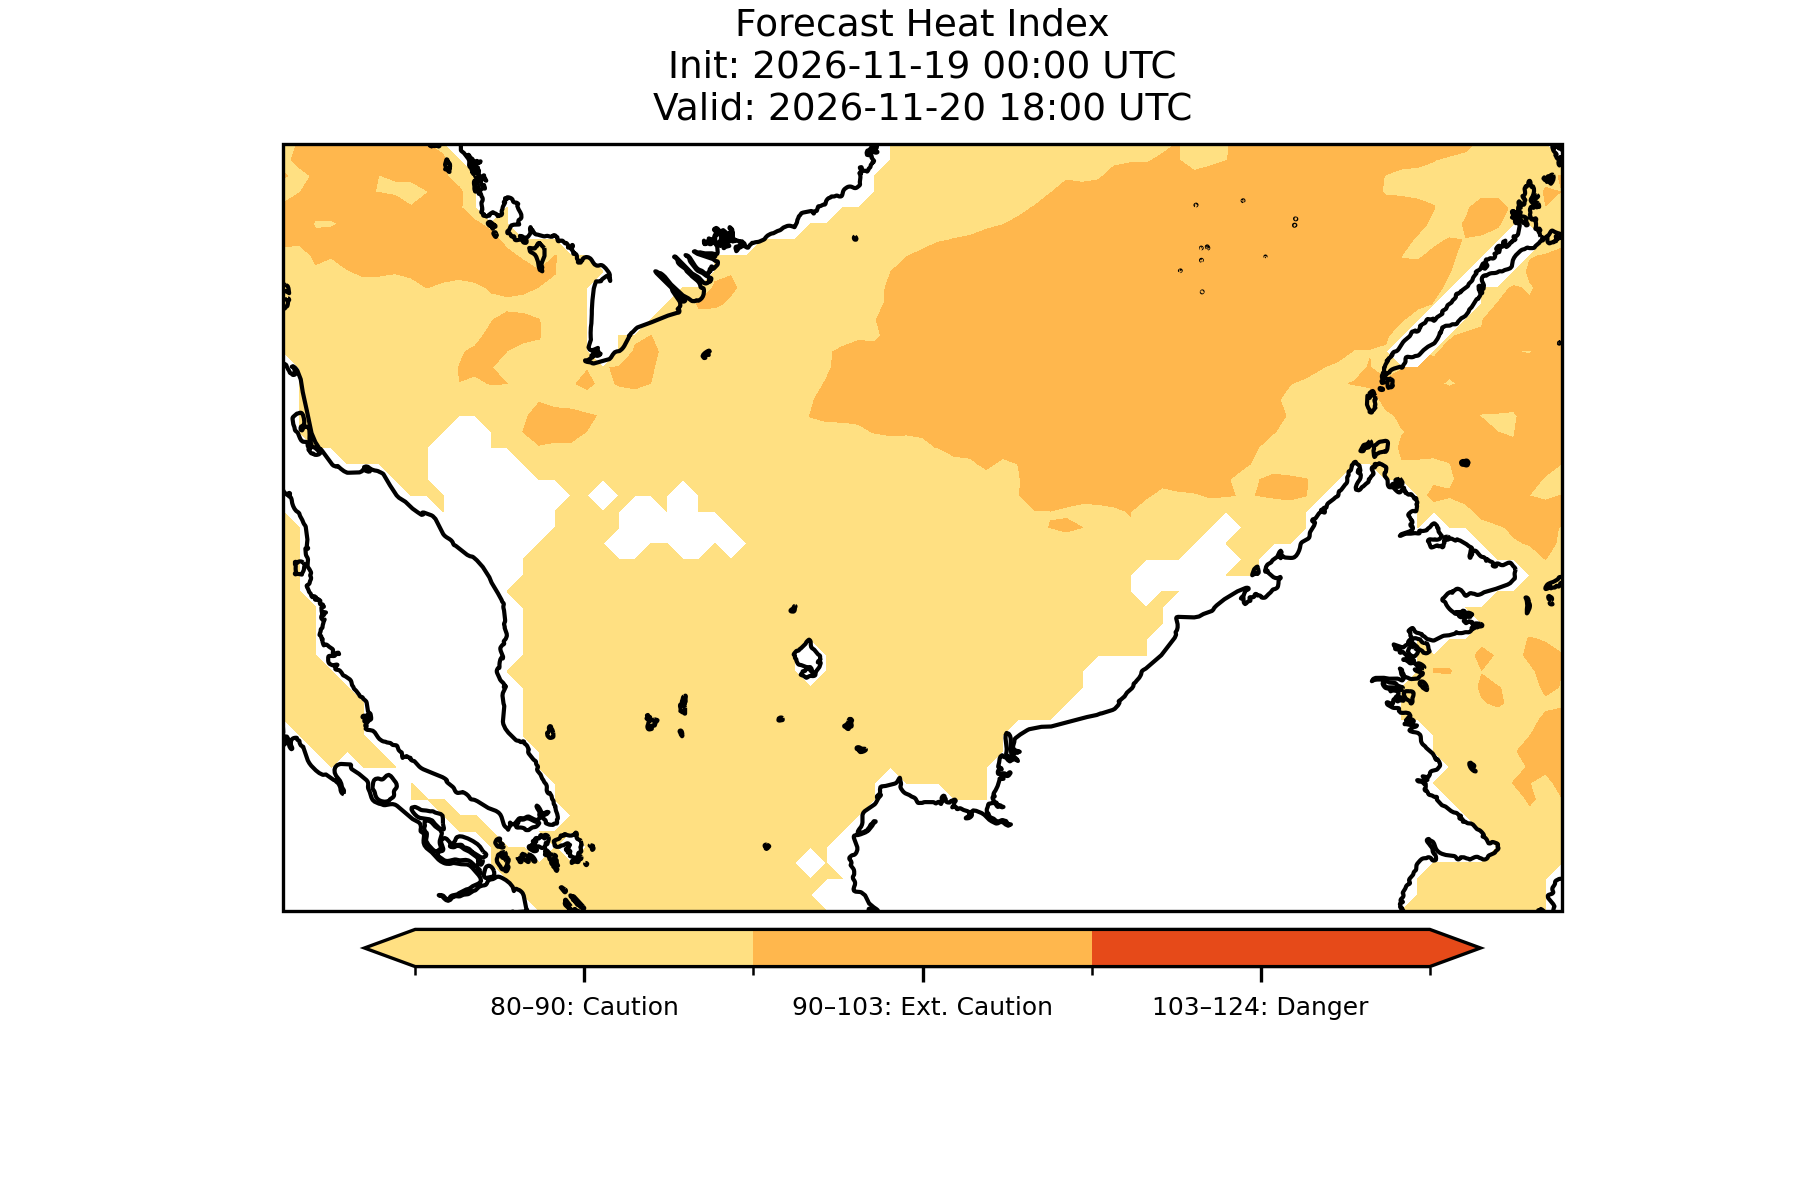 Forecast Heat Index
Init: 2026-11-19 00:00 UTC
Valid: 2026-11-20 18:00 UTC
80–90: Caution
90–103: Ext. Caution
103–124: Danger